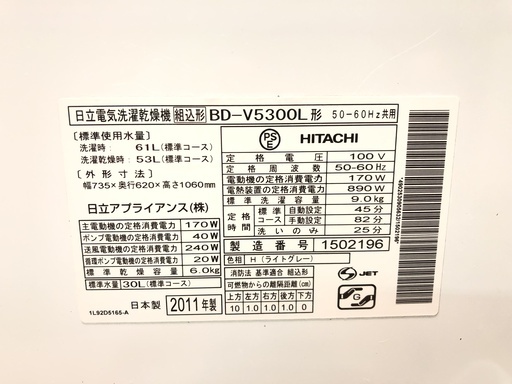 日立電気洗濯乾燥機 組込形 BD-V5300L形 50-60Hz共用
[標準使用水量]
洗濯時: 61L(標準コース)
洗濯乾燥時: 53L(標準コース)
[外形寸法]
幅735×奥行620×高さ1060mm
日立アプライアンス(株)
主電動機の定格消費電力 170W
ポンプ電動機の定格消費電力 40W
送風電動機の定格消費電力 240W
循環ポンプ電動機の定格消費電力 20W
標準乾燥容量 6.0kg
標準水量 30L(標準コース)
日本製 2011年製
1L92D5165-A
PSE HITACHI
定格電圧 100V
定格周波数 50-60Hz
電動機の定格消費電力 170W
電熱装置の定格消費電力 890W
標準洗濯容量 9.0kg
定格時間 標準コース 自動設定 45分
手動設定 82分
洗いのみ 25分
製造番号 1502196
色相 H(ライトグレー)
消防法 基準適合 組込形
可燃物からの離隔距離(cm)
上方 左方 右方 前方 後方 下方
10 1.0 1.0 0 1.0 0
S JET
G